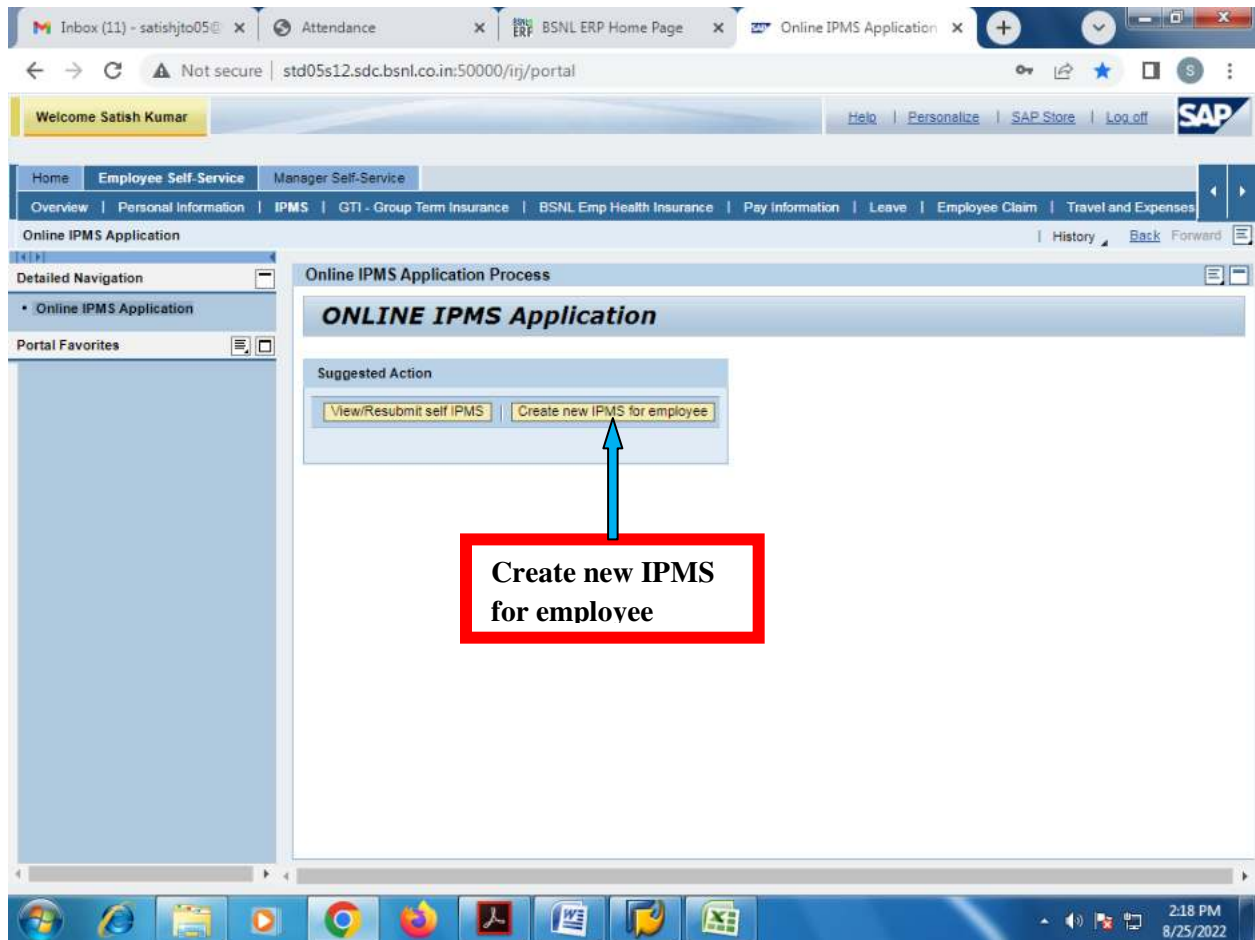 Inbox (11) - satishjto05@
Attendance
BSNL ERP
BSNL ERP Home Page
Online IPMS Application
Not secure | std05s12.sdc.bsnl.co.in:50000/irj/portal
S
Welcome Satish Kumar
Help | Personalize | SAP Store | Log off
SAP
Home Employee Self-Service Manager Self-Service
Overview | Personal Information | IPMS | GTI - Group Term Insurance | BSNL Emp Health Insurance | Pay Information | Leave | Employee Claim | Travel and Expenses
Online IPMS Application
| History Back Forward
Detailed Navigation
• Online IPMS Application
Portal Favorites
Online IPMS Application Process
ONLINE IPMS Application
Suggested Action
View/Resubmit self IPMS | Create new IPMS for employee
Create new IPMS
for employee
2:18 PM
8/25/2022